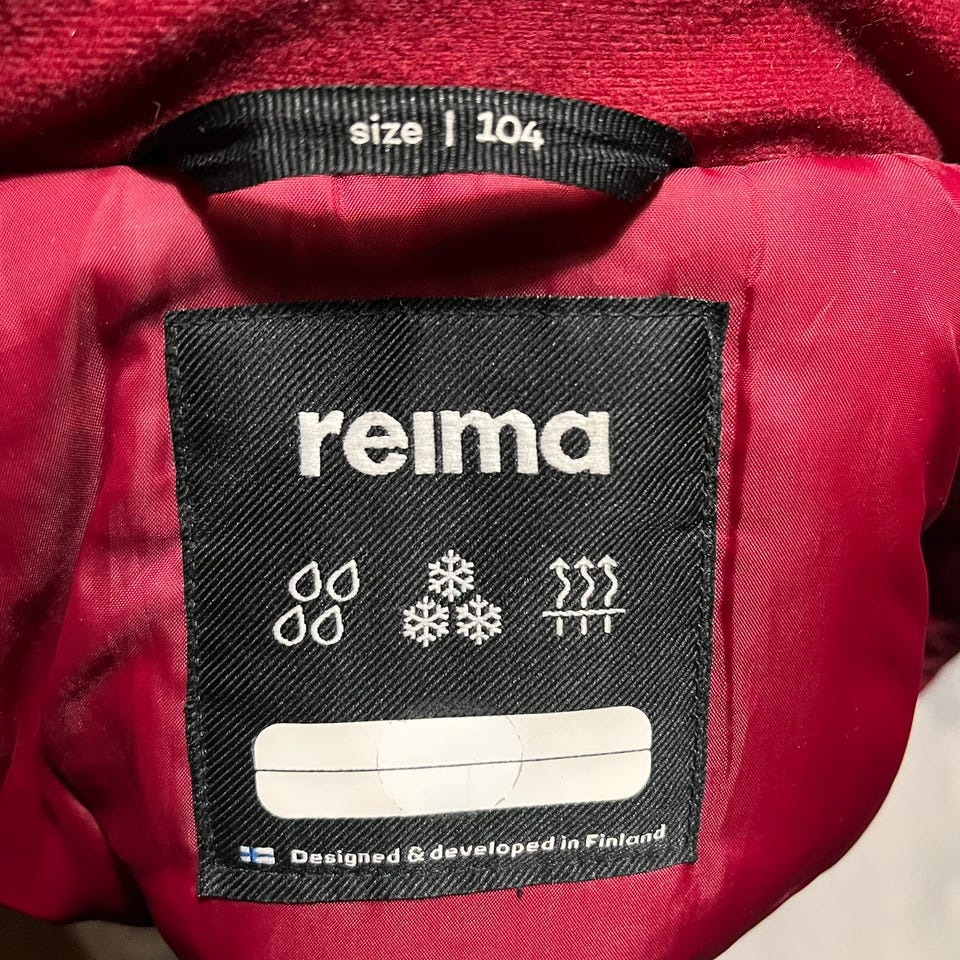 size | 104
reima
Designed & developed in Finland